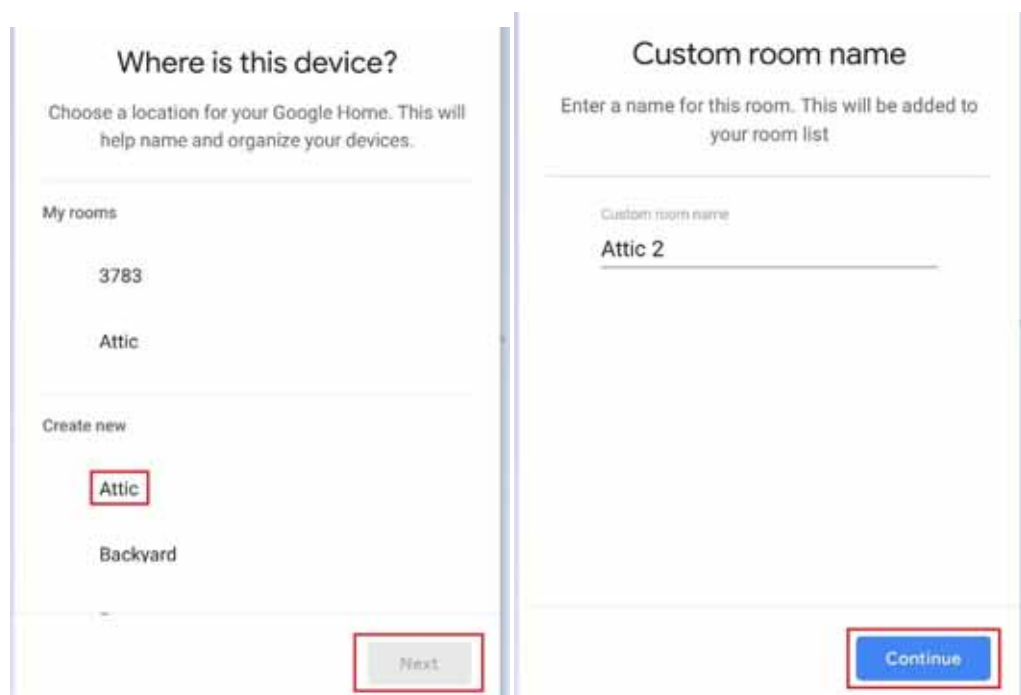 Where is this device?
Choose a location for your Google Home. This will
help name and organize your devices.
My rooms
3783
Attic
Create new
Attic
Backyard
Next
Custom room name
Enter a name for this room. This will be added to
your room list
Custom room name
Attic 2
Continue